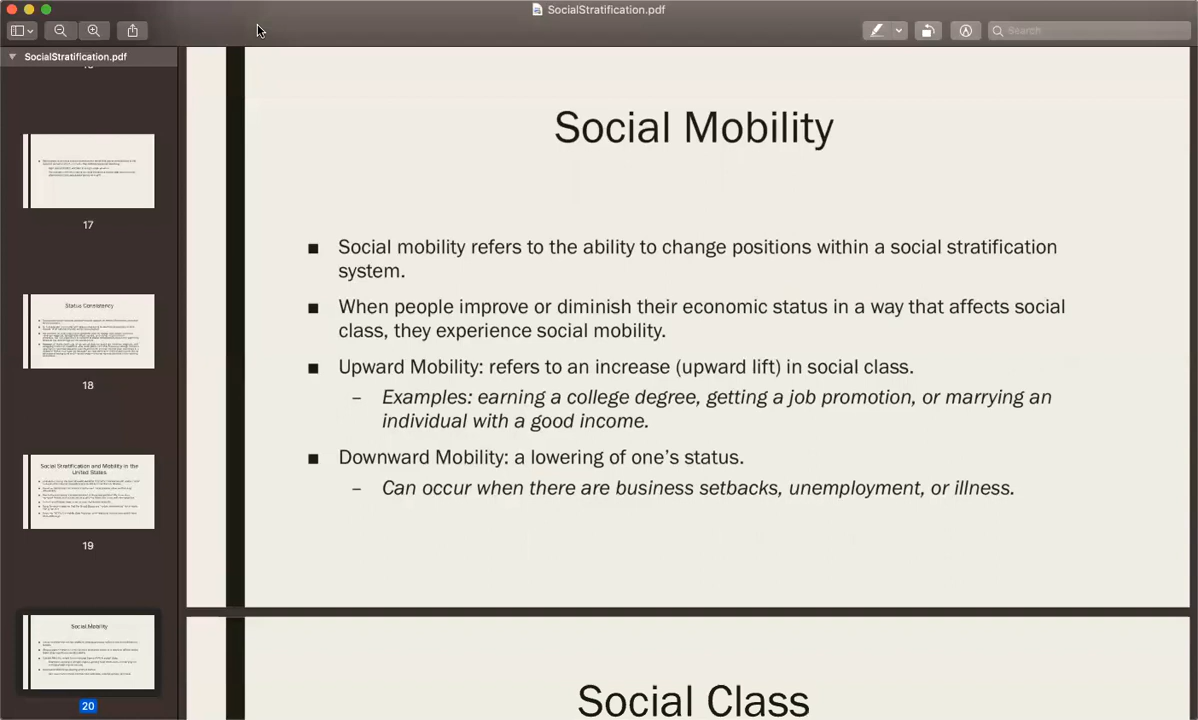 SocialStratification.pdf
Search
SocialStratification.pdf
17
Status Consistency
18
Social Stratification and Mobility in the
United States
19
Social Mobility
20
Social Mobility
■ Social mobility refers to the ability to change positions within a social stratification
system.
■ When people improve or diminish their economic status in a way that affects social
class, they experience social mobility.
■ Upward Mobility: refers to an increase (upward lift) in social class.
– Examples: earning a college degree, getting a job promotion, or marrying an
individual with a good income.
■ Downward Mobility: a lowering of one’s status.
– Can occur when there are business setbacks, unemployment, or illness.
Social Class